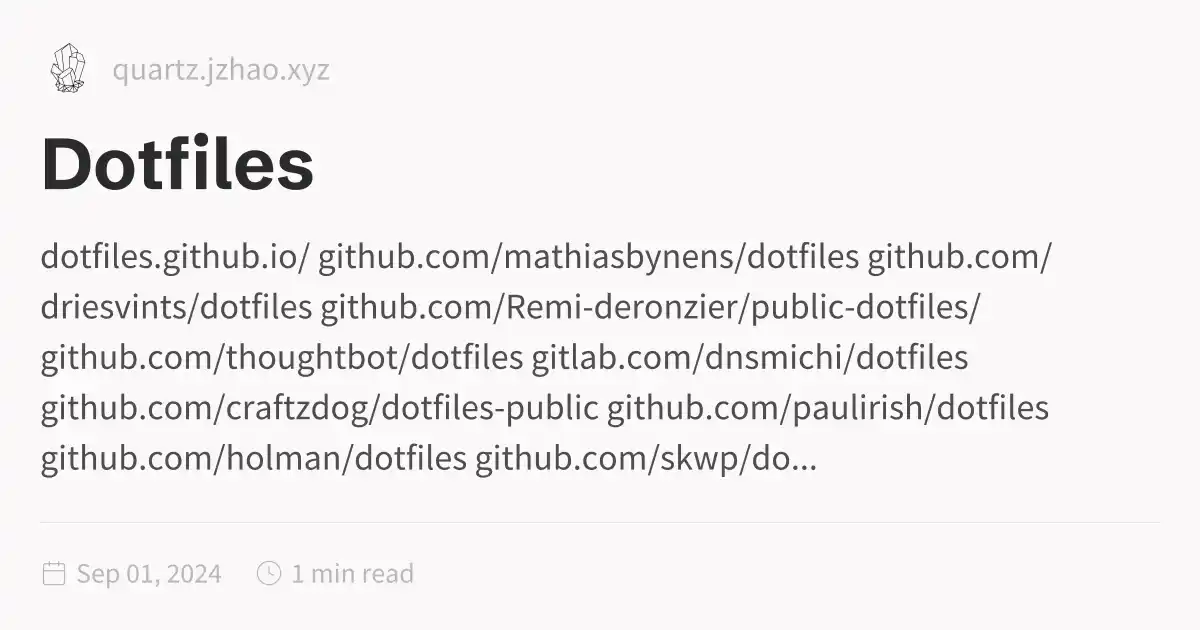 quartz.jzhao.xyz
Dotfiles
dotfiles.github.io/ github.com/mathiasbynens/dotfiles github.com/
driesvints/dotfiles github.com/Remi-deronzier/public-dotfiles/
github.com/thoughtbot/dotfiles gitlab.com/dnsmichi/dotfiles
github.com/craftzdog/dotfiles-public github.com/paulirish/dotfiles
github.com/holman/dotfiles github.com/skwp/do...
Sep 01, 2024 1 min read